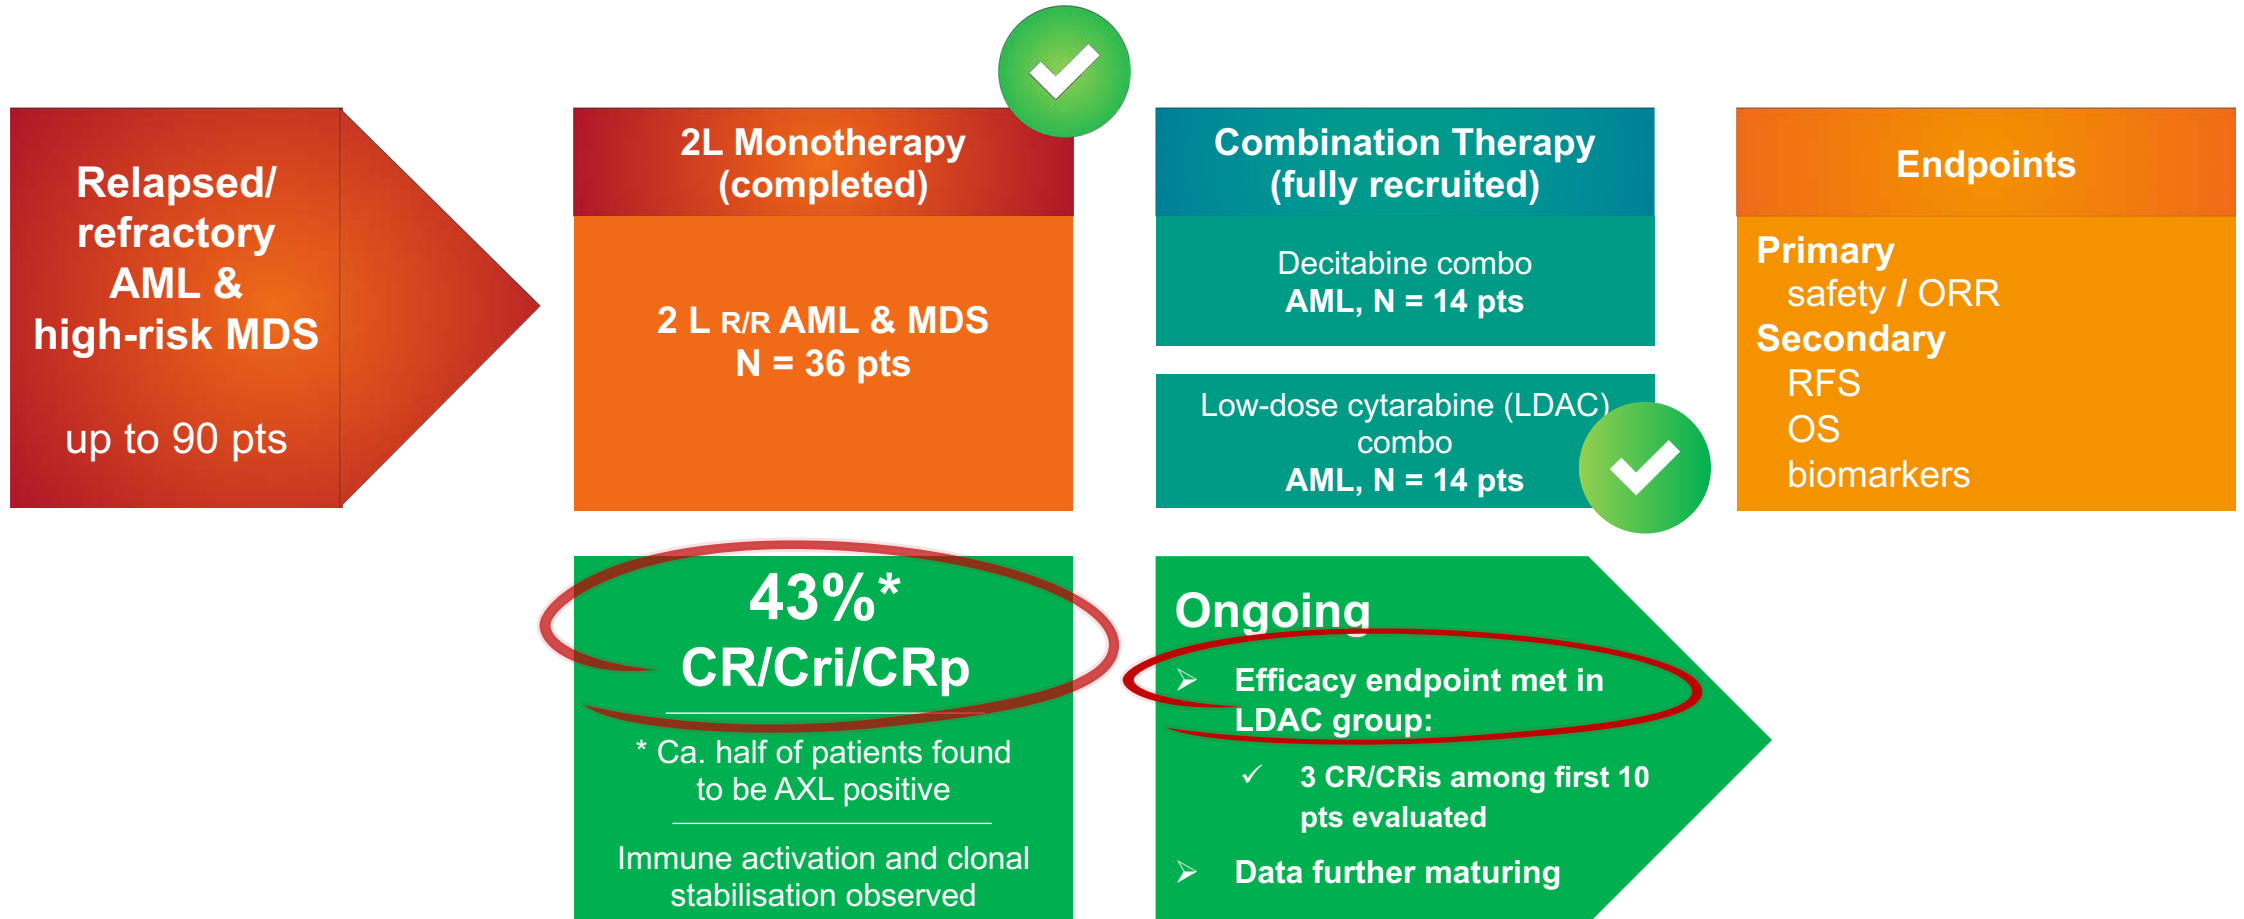 Relapsed/
refractory
AML &
high-risk MDS
up to 90 pts
2L Monotherapy
(completed)
2 L R/R AML & MDS
N = 36 pts
Combination Therapy
(fully recruited)
Decitabine combo
AML, N = 14 pts
Low-dose cytarabine (LDAC)
combo
AML, N = 14 pts
Endpoints
Primary
safety / ORR
Secondary
RFS
OS
biomarkers
43%*
CR/Cri/CRp
* Ca. half of patients found
to be AXL positive
Immune activation and clonal
stabilisation observed
Ongoing
➢ Efficacy endpoint met in
LDAC group:
✓ 3 CR/CRis among first 10
pts evaluated
➢ Data further maturing